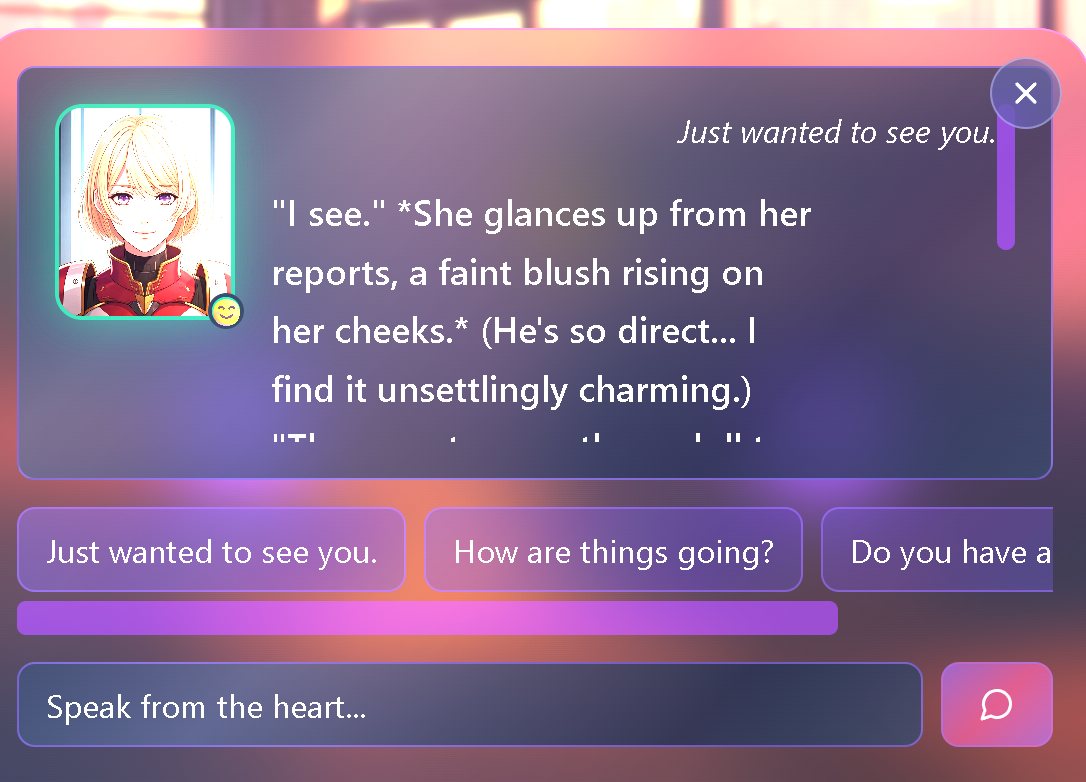 Just wanted to see you.
"I see." *She glances up from her
reports, a faint blush rising on
her cheeks.* (He's so direct... I
find it unsettlingly charming.)
Just wanted to see you.
How are things going?
Do you have a
Speak from the heart...